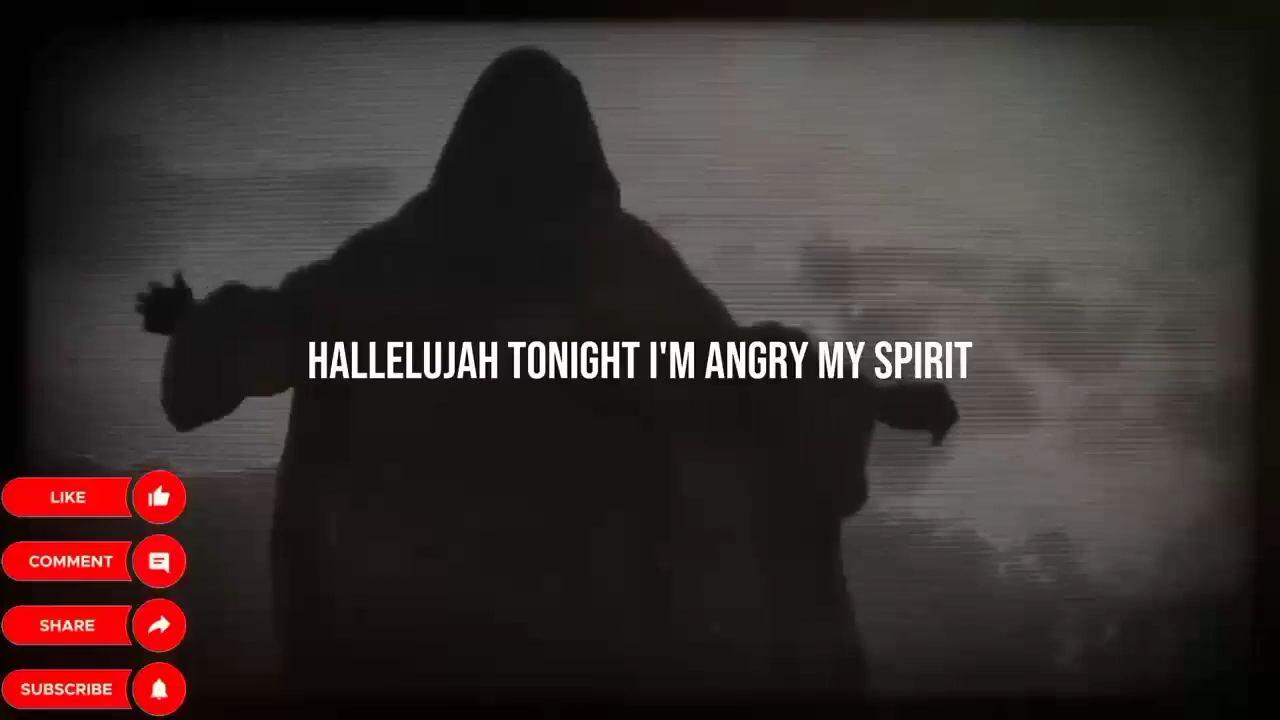 HALLELUJAH TONIGHT I'M ANGRY MY SPIRIT
LIKE
COMMENT
SHARE
SUBSCRIBE